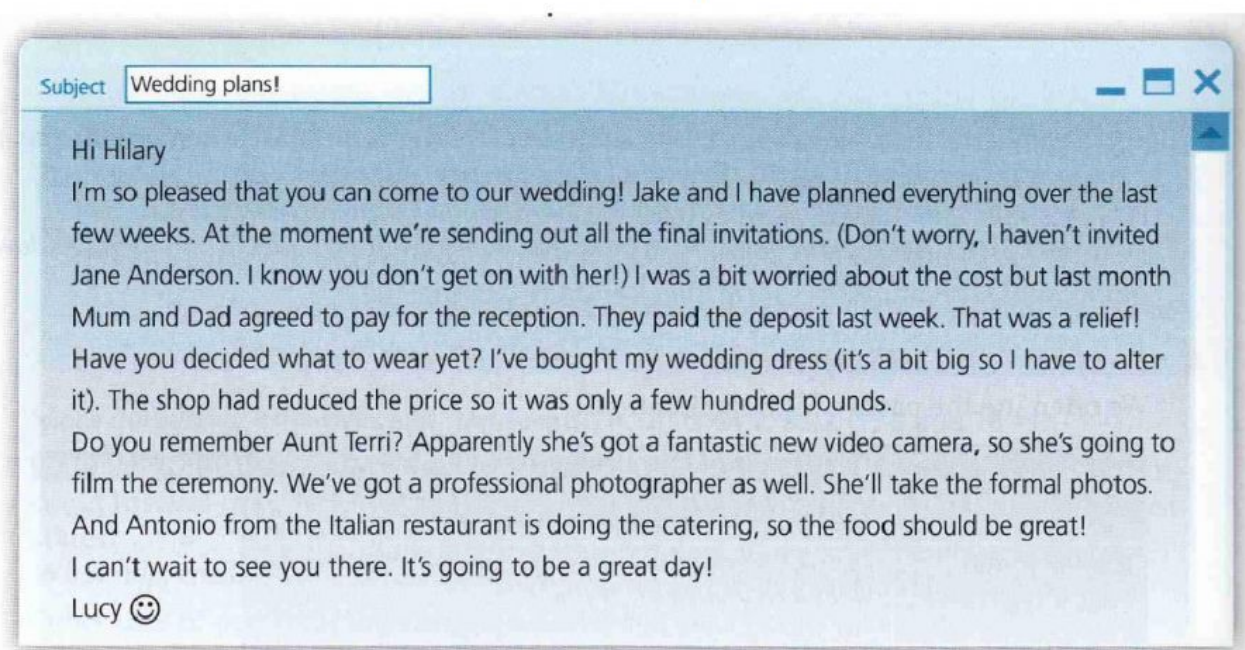 Subject Wedding plans!
Hi Hilary
I'm so pleased that you can come to our wedding! Jake and I have planned everything over the last
few weeks. At the moment we're sending out all the final invitations. (Don't worry, I haven't invited
Jane Anderson. I know you don't get on with her!) I was a bit worried about the cost but last month
Mum and Dad agreed to pay for the reception. They paid the deposit last week. That was a relief!
Have you decided what to wear yet? I've bought my wedding dress (it's a bit big so I have to alter
it). The shop had reduced the price so it was only a few hundred pounds.
Do you remember Aunt Terri? Apparently she's got a fantastic new video camera, so she's going to
film the ceremony. We've got a professional photographer as well. She'll take the formal photos.
And Antonio from the Italian restaurant is doing the catering, so the food should be great!
I can't wait to see you there. It's going to be a great day!
Lucy ☺